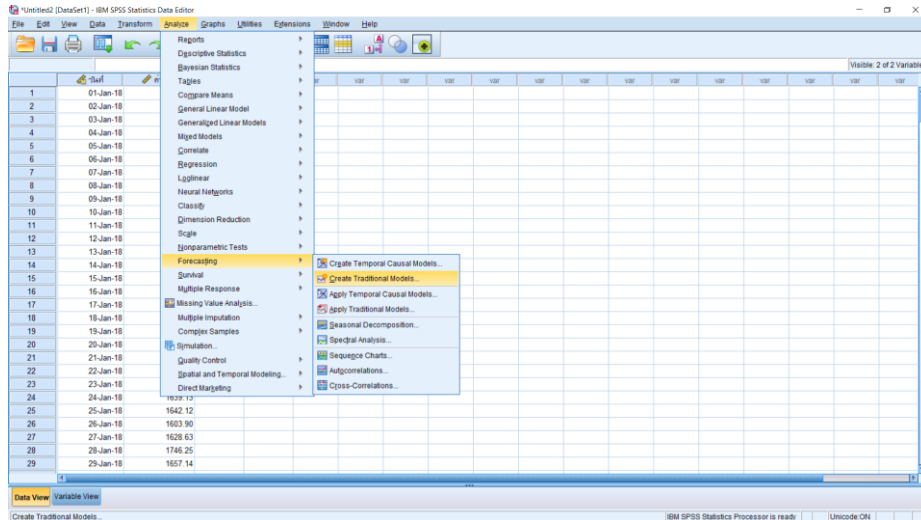 *Untitled2 [DataSet1] - IBM SPSS Statistics Data Editor
File Edit View Data Transform Analyze Graphs Utilities Extensions Window Help
Visible: 2 of 2 Variable
วันที่
var var var var var var var var var var var var var
1 01-Jan-18
2 02-Jan-18
3 03-Jan-18
4 04-Jan-18
5 05-Jan-18
6 06-Jan-18
7 07-Jan-18
8 08-Jan-18
9 09-Jan-18
10 10-Jan-18
11 11-Jan-18
12 12-Jan-18
13 13-Jan-18
14 14-Jan-18
15 15-Jan-18
16 16-Jan-18
17 17-Jan-18
18 18-Jan-18
19 19-Jan-18
20 20-Jan-18
21 21-Jan-18
22 22-Jan-18
23 23-Jan-18
24 24-Jan-18 1639.13
25 25-Jan-18 1642.12
26 26-Jan-18 1603.90
27 27-Jan-18 1628.63
28 28-Jan-18 1746.25
29 29-Jan-18 1657.14
Reports
Descriptive Statistics
Bayesian Statistics
Tables
Compare Means
General Linear Model
Generalized Linear Models
Mixed Models
Correlate
Regression
Loglinear
Neural Networks
Classify
Dimension Reduction
Scale
Nonparametric Tests
Forecasting
Survival
Multiple Response
Missing Value Analysis...
Multiple Imputation
Complex Samples
Simulation...
Quality Control
Spatial and Temporal Modeling...
Direct Marketing
Create Temporal Causal Models...
Create Traditional Models...
Apply Temporal Causal Models...
Apply Traditional Models...
Seasonal Decomposition...
Spectral Analysis...
Sequence Charts...
Autocorrelations...
Cross-Correlations...
Data View Variable View
Create Traditional Models... IBM SPSS Statistics Processor is ready Unicode:ON